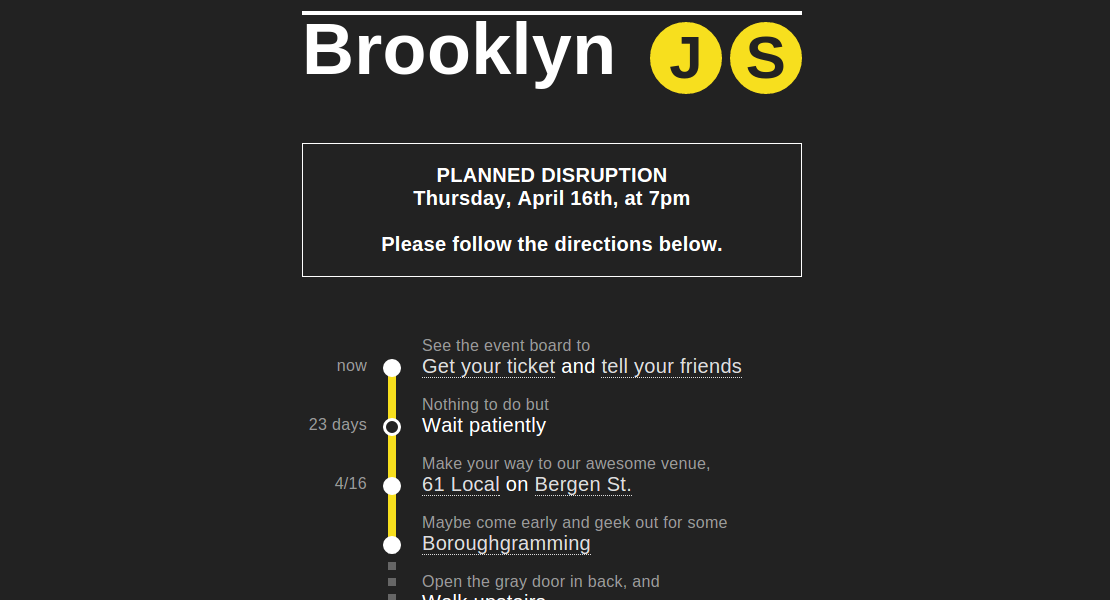 Brooklyn J S
PLANNED DISRUPTION
Thursday, April 16th, at 7pm
Please follow the directions below.
See the event board to
now
Get your ticket and tell your friends
Nothing to do but
23 days
Wait patiently
Make your way to our awesome venue,
4/16
61 Local on Bergen St.
Maybe come early and geek out for some
Boroughgramming
Open the gray door in back, and
Walk upstairs